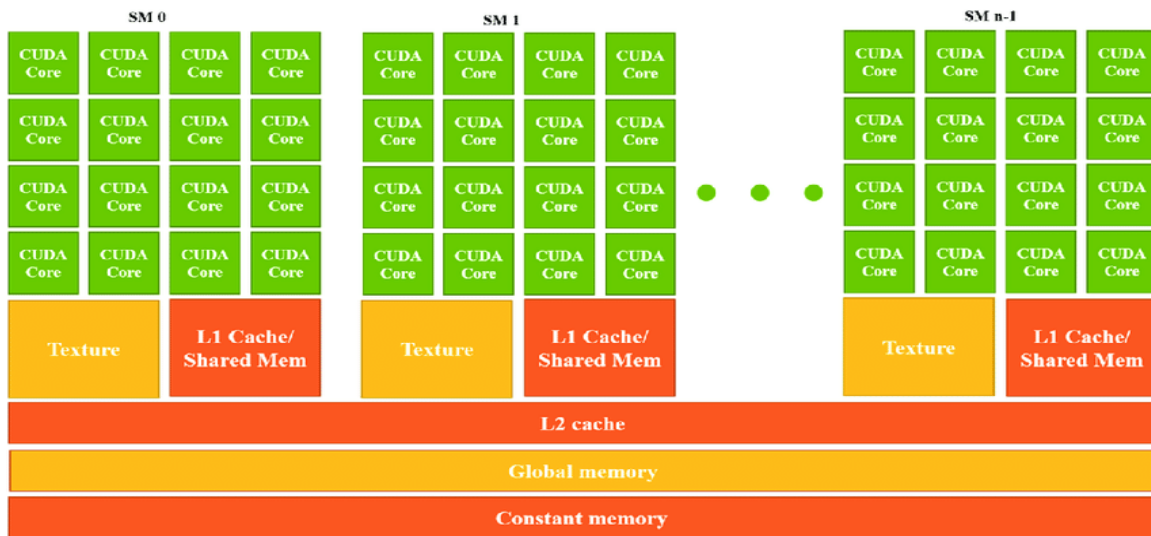 SM 0 SM 1 SM n-1
CUDA CUDA CUDA CUDA CUDA CUDA CUDA CUDA CUDA CUDA CUDA CUDA
Core Core Core Core Core Core Core Core Core Core Core Core
CUDA CUDA CUDA CUDA CUDA CUDA CUDA CUDA CUDA CUDA CUDA CUDA
Core Core Core Core Core Core Core Core Core Core Core Core
CUDA CUDA CUDA CUDA CUDA CUDA CUDA CUDA CUDA CUDA CUDA CUDA
Core Core Core Core Core Core Core Core Core Core Core Core
CUDA CUDA CUDA CUDA CUDA CUDA CUDA CUDA CUDA CUDA CUDA CUDA
Core Core Core Core Core Core Core Core Core Core Core Core
Texture L1 Cache/ Texture L1 Cache/ Texture L1 Cache/
Shared Mem Shared Mem Shared Mem
L2 cache
Global memory
Constant memory